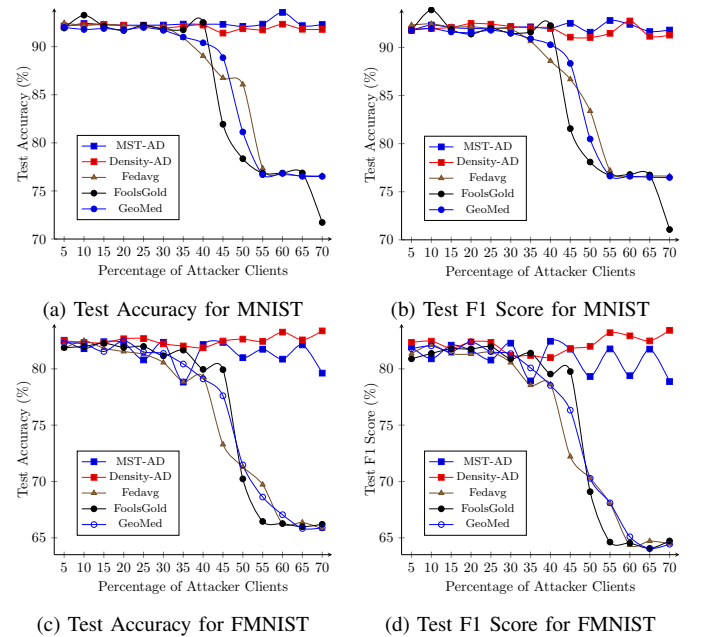 90
85
80
75
70
Test Accuracy (%)
MST-AD
Density-AD
Fedavg
FoolsGold
GeoMed
5 10 15 20 25 30 35 40 45 50 55 60 65 70
Percentage of Attacker Clients
(a) Test Accuracy for MNIST
90
85
80
75
70
Test Accuracy (%)
MST-AD
Density-AD
Fedavg
FoolsGold
GeoMed
5 10 15 20 25 30 35 40 45 50 55 60 65 70
Percentage of Attacker Clients
(b) Test F1 Score for MNIST
80
75
70
65
Test Accuracy (%)
MST-AD
Density-AD
Fedavg
FoolsGold
GeoMed
5 10 15 20 25 30 35 40 45 50 55 60 65 70
Percentage of Attacker Clients
(c) Test Accuracy for FMNIST
80
75
70
65
Test F1 Score (%)
MST-AD
Density-AD
Fedavg
FoolsGold
GeoMed
5 10 15 20 25 30 35 40 45 50 55 60 65 70
Percentage of Attacker Clients
(d) Test F1 Score for FMNIST